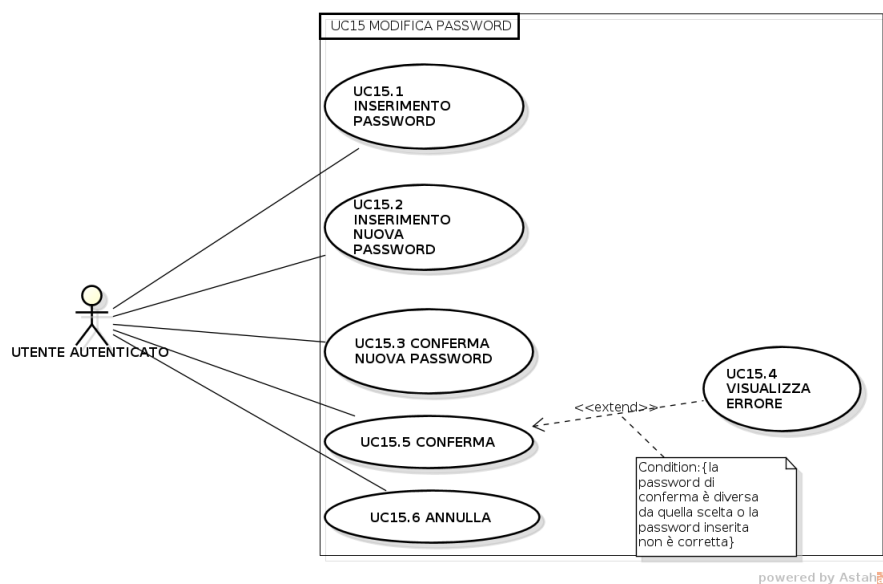 UC15 MODIFICA PASSWORD
UC15.1
INSERIMENTO
PASSWORD
UC15.2
INSERIMENTO
NUOVA
PASSWORD
UTENTE AUTENTICATO
UC15.3 CONFERMA
NUOVA PASSWORD
UC15.4
VISUALIZZA
ERRORE
<<extend>>
UC15.5 CONFERMA
Condition:{la
password di
conferma è diversa
da quella scelta o la
password inserita
non è corretta}
UC15.6 ANNULLA
powered by Astah